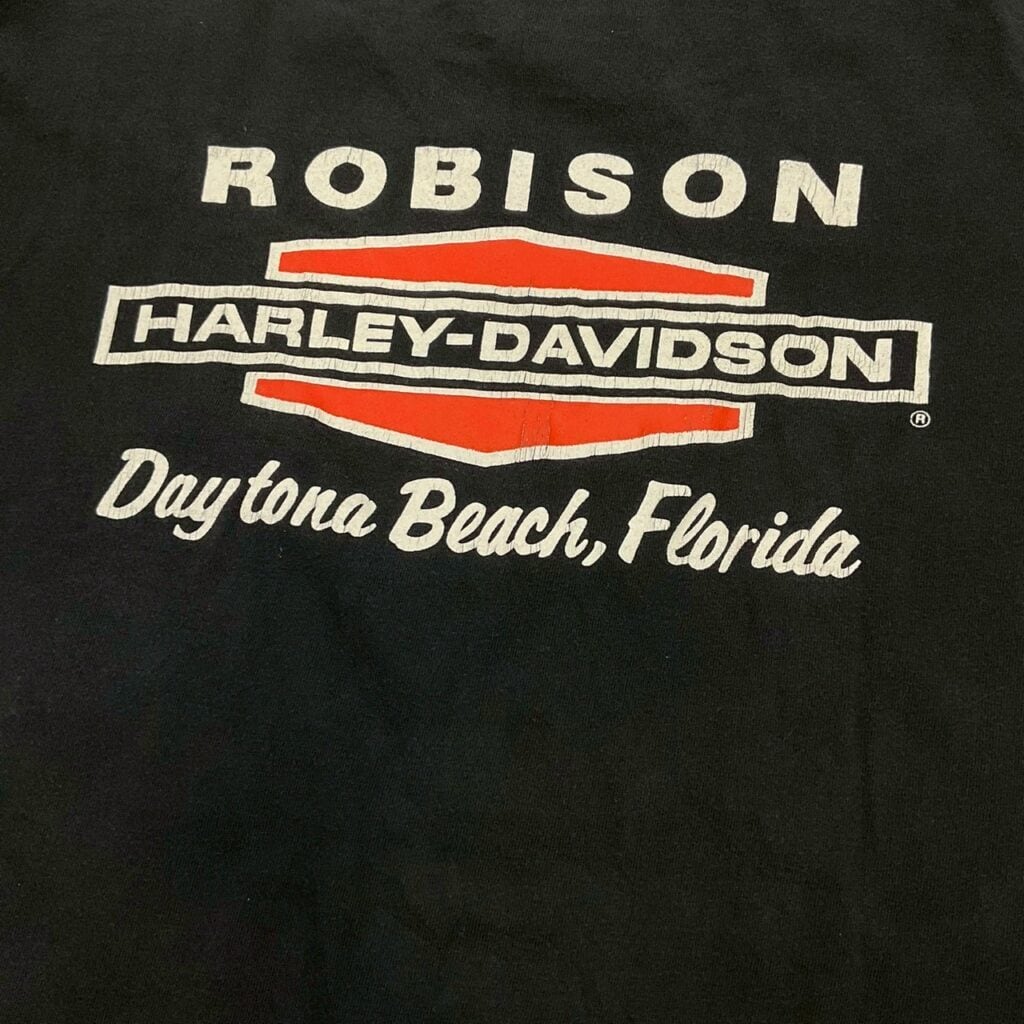 ROBISON
HARLEY-DAVIDSON
®
Daytona Beach, Florida